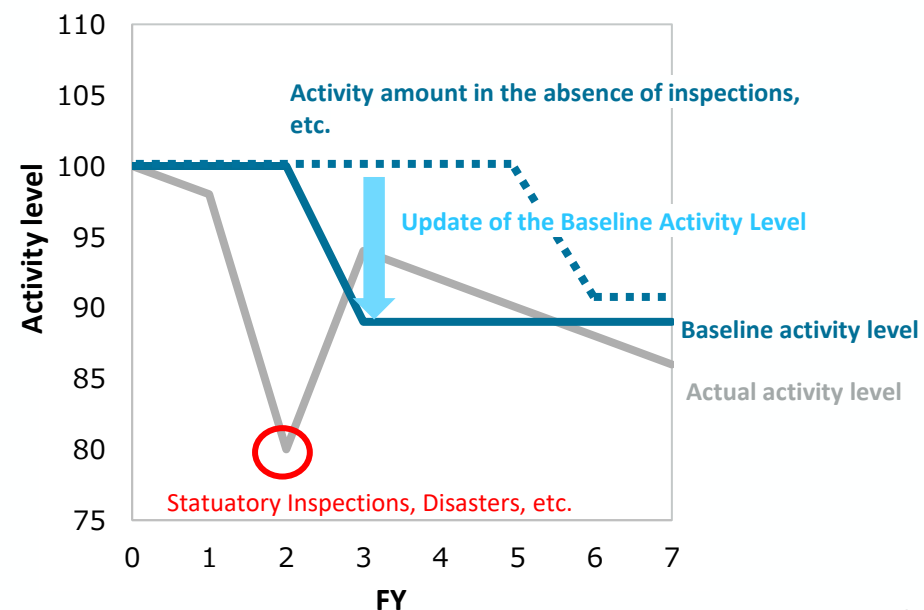 110
105
100
95
90
85
80
75
Activity level
Activity amount in the absence of inspections,
etc.
Update of the Baseline Activity Level
Baseline activity level
Actual activity level
Statuatory Inspections, Disasters, etc.
0 1 2 3 4 5 6 7
FY